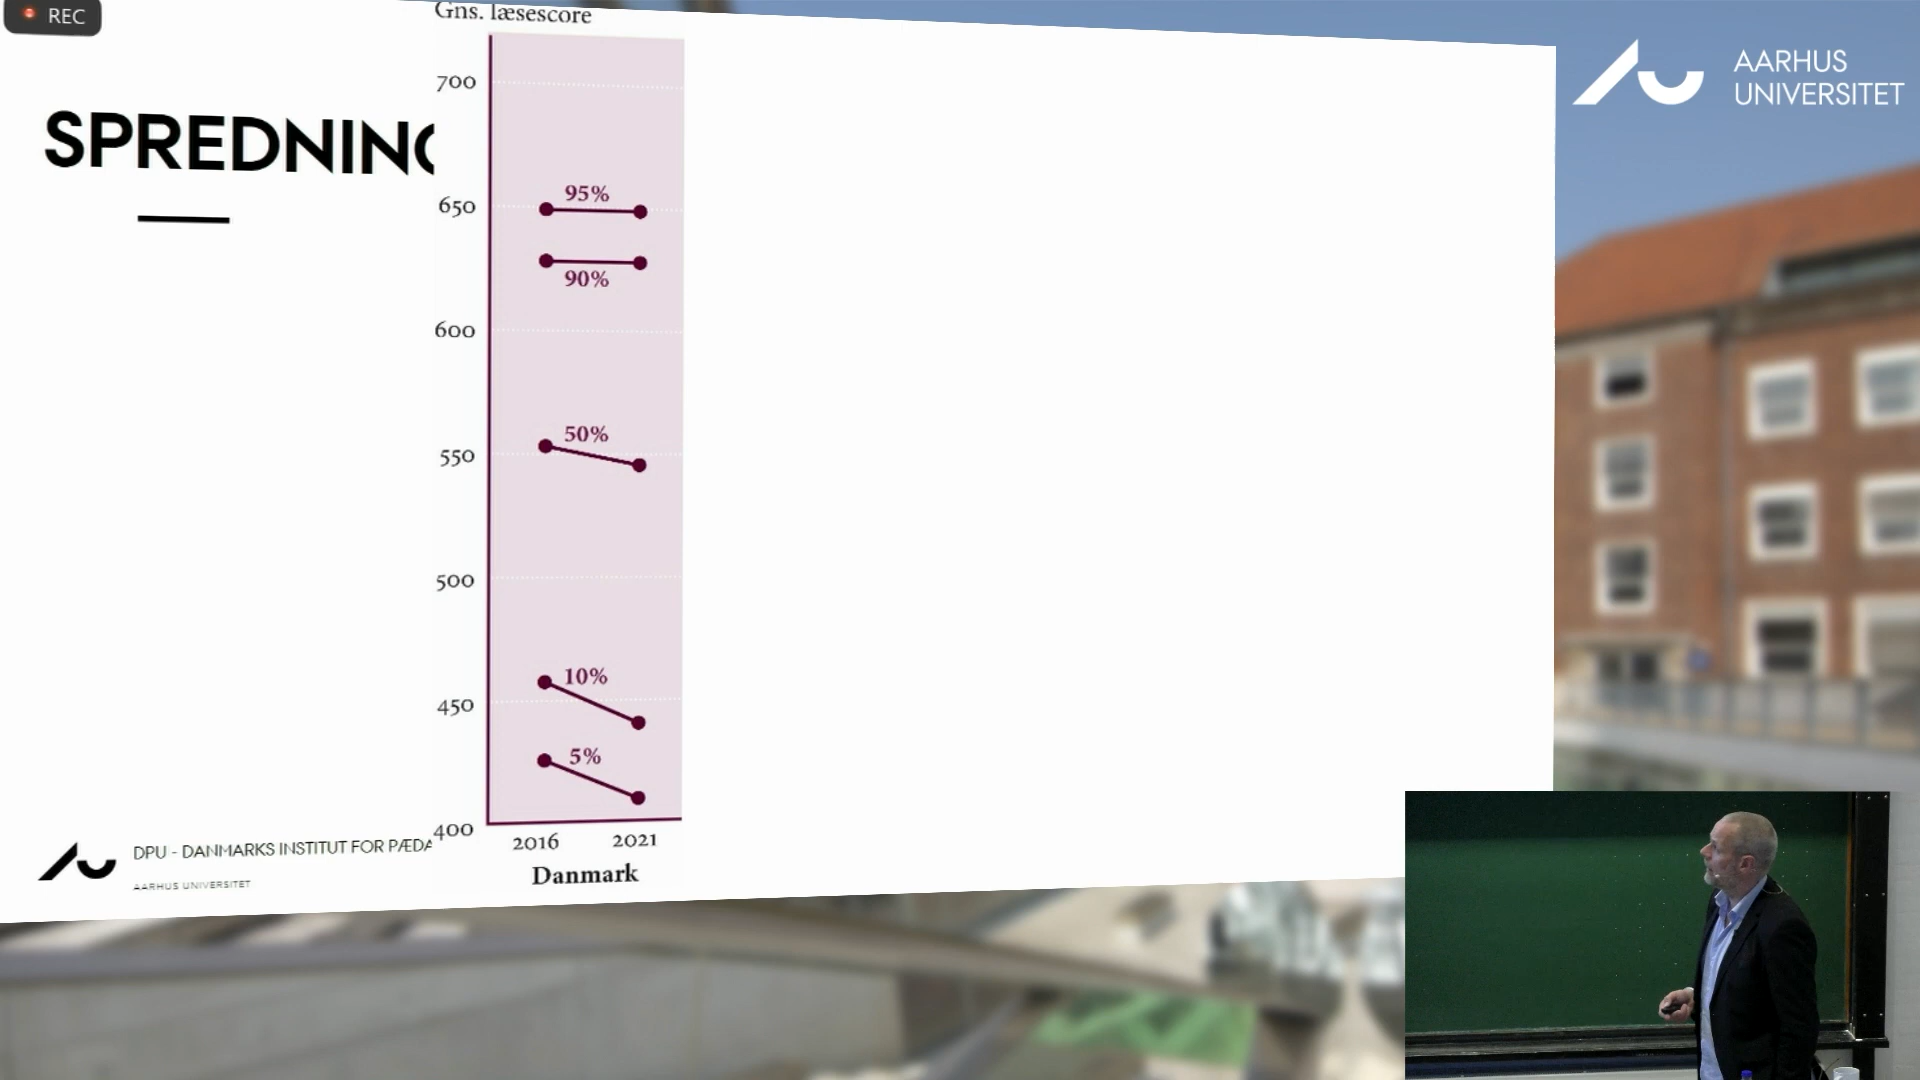 REC
Gns. læsescore
AARHUS
UNIVERSITET
SPREDNING
700
650
600
550
500
450
400
95%
90%
50%
10%
5%
2016 2021
Danmark
DPU - DANMARKS INSTITUT FOR PÆDA
AARHUS UNIVERSITET